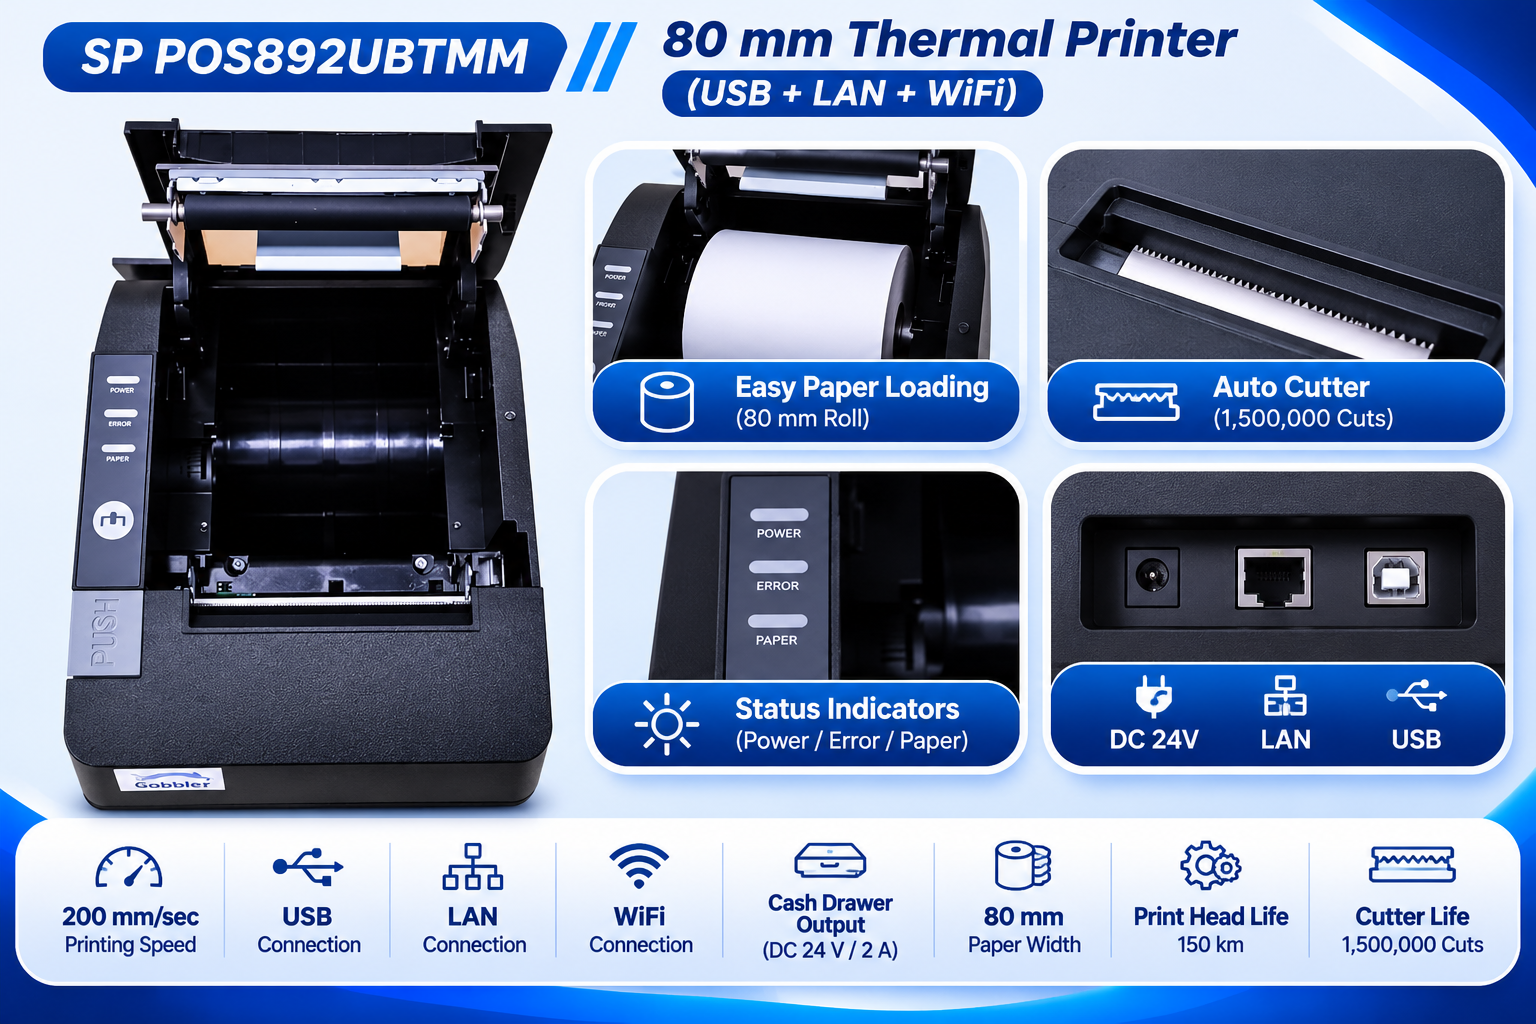 SP POS892UBTMM
80 mm Thermal Printer
(USB + LAN + WiFi)
POWER
ERROR
PAPER
PUSH
Gobbler
POWER
Easy Paper Loading
(80 mm Roll)
Auto Cutter
(1,500,000 Cuts)
POWER
ERROR
PAPER
Status Indicators
(Power / Error / Paper)
DC 24V
LAN
USB
200 mm/sec
Printing Speed
USB
Connection
LAN
Connection
WiFi
Connection
Cash Drawer
Output
(DC 24 V / 2 A)
80 mm
Paper Width
Print Head Life
150 km
Cutter Life
1,500,000 Cuts